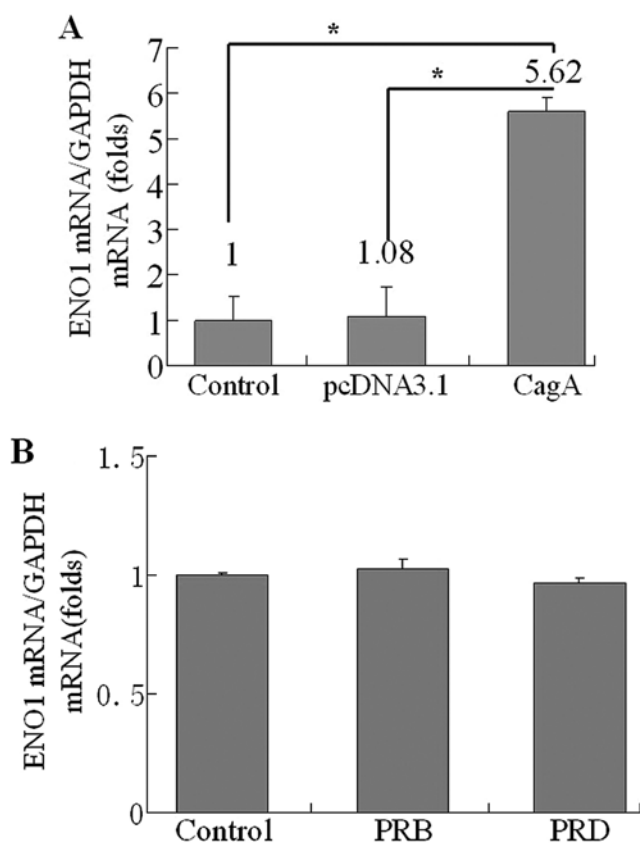 A
*
*
7
6
5
4
3
2
1
0
ENO1 mRNA/GAPDH
mRNA (folds)
1
1.08
5.62
Control
pcDNA3.1
CagA
B
1.5
1
0.5
0
ENO1 mRNA/GAPDH
mRNA(folds)
Control
PRB
PRD